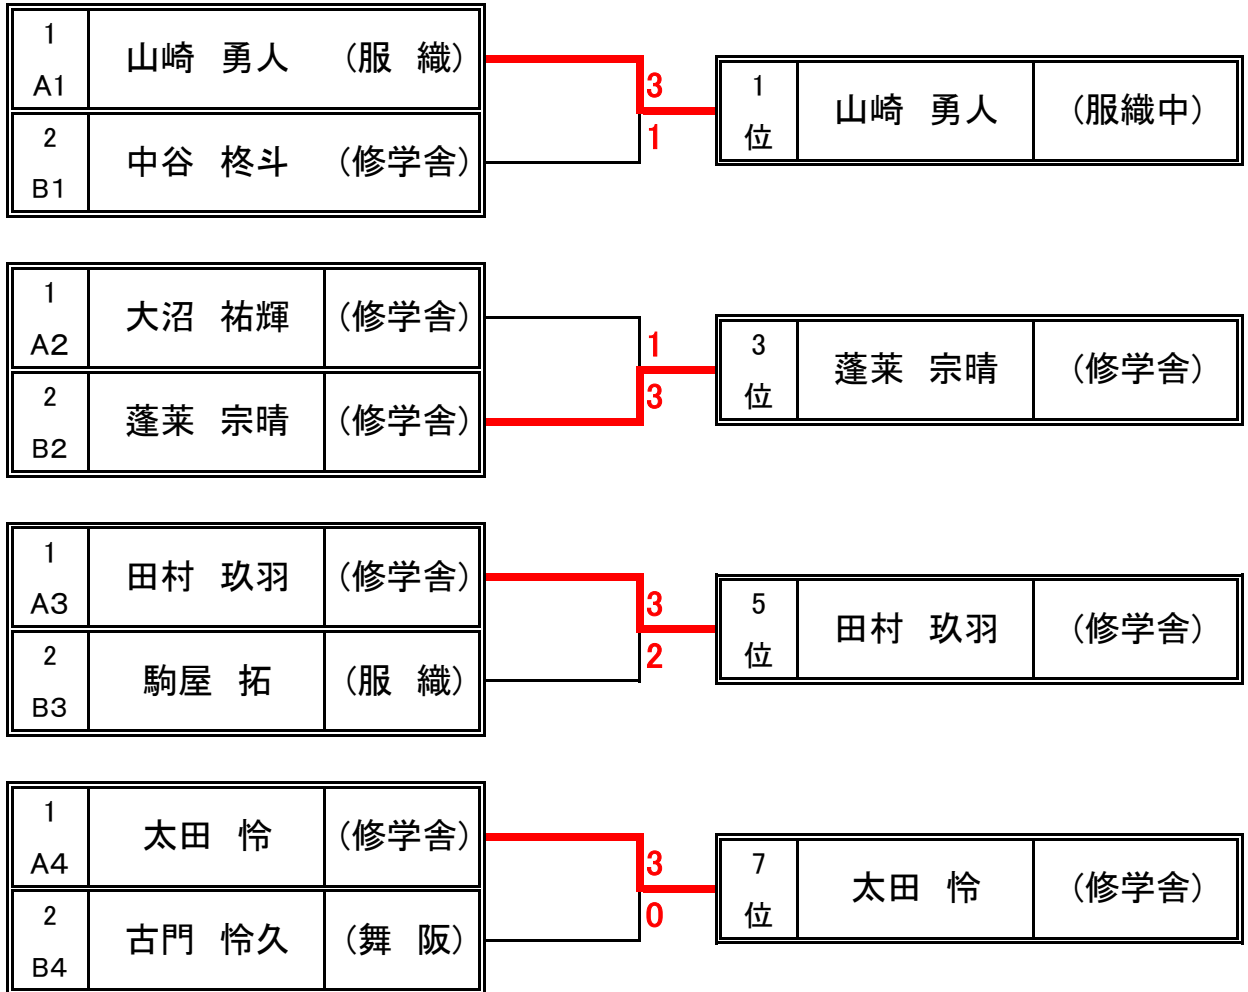 1 山崎 勇人 (服 織)
A1
3
1
2 中谷 柊斗 (修学舎)
B1
1 山崎 勇人 (服織中)
位
1 大沼 祐輝 (修学舎)
A2
1
3
2 蓬莱 宗晴 (修学舎)
B2
3 蓬莱 宗晴 (修学舎)
位
1 田村 玖羽 (修学舎)
A3
3
2
2 駒屋 拓 (服 織)
B3
5 田村 玖羽 (修学舎)
位
1 太田 怜 (修学舎)
A4
3
0
2 古門 怜久 (舞 阪)
B4
7 太田 怜 (修学舎)
位